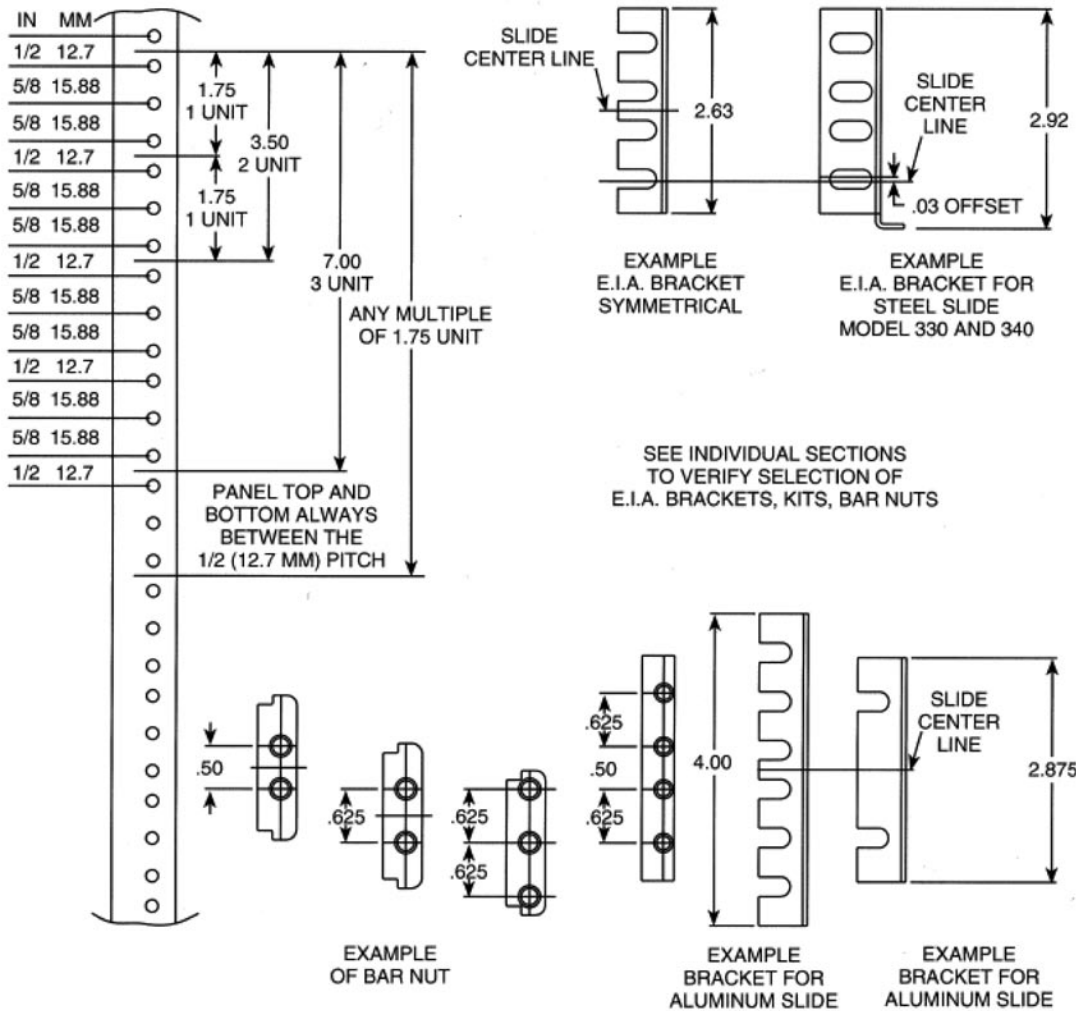 IN MM
1/2 12.7
5/8 15.88
5/8 15.88
1/2 12.7
5/8 15.88
5/8 15.88
1/2 12.7
5/8 15.88
5/8 15.88
1/2 12.7
5/8 15.88
5/8 15.88
1/2 12.7
1.75
1 UNIT
1.75
1 UNIT
3.50
2 UNIT
7.00
3 UNIT
ANY MULTIPLE
OF 1.75 UNIT
PANEL TOP AND
BOTTOM ALWAYS
BETWEEN THE
1/2 (12.7 MM) PITCH
SLIDE
CENTER LINE
2.63
EXAMPLE
E.I.A. BRACKET
SYMMETRICAL
SLIDE
CENTER
LINE
2.92
.03 OFFSET
EXAMPLE
E.I.A. BRACKET FOR
STEEL SLIDE
MODEL 330 AND 340
SEE INDIVIDUAL SECTIONS
TO VERIFY SELECTION OF
E.I.A. BRACKETS, KITS, BAR NUTS
.50
.625
.625
.625
.625
.50
.625
EXAMPLE
OF BAR NUT
4.00
EXAMPLE
BRACKET FOR
ALUMINUM SLIDE
SLIDE
CENTER
LINE
2.875
EXAMPLE
BRACKET FOR
ALUMINUM SLIDE